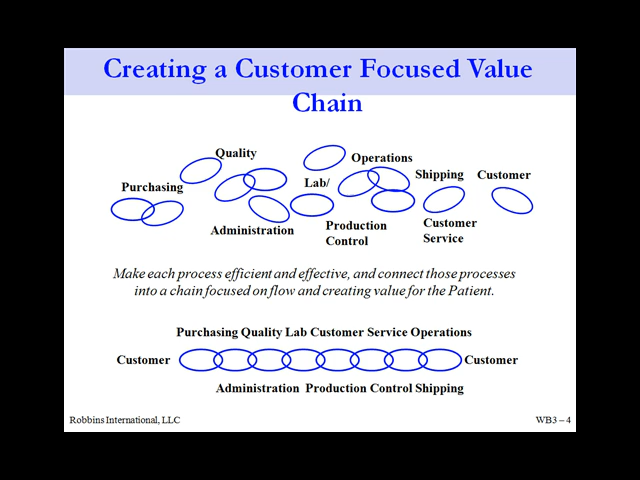 Creating a Customer Focused Value
Chain
Quality
Operations
Purchasing
Lab/
Shipping
Customer
Administration
Production
Control
Customer
Service
Make each process efficient and effective, and connect those processes
into a chain focused on flow and creating value for the Patient.
Purchasing Quality Lab Customer Service Operations
Customer
Customer
Administration Production Control Shipping
Robbins International, LLC
WB3 – 4